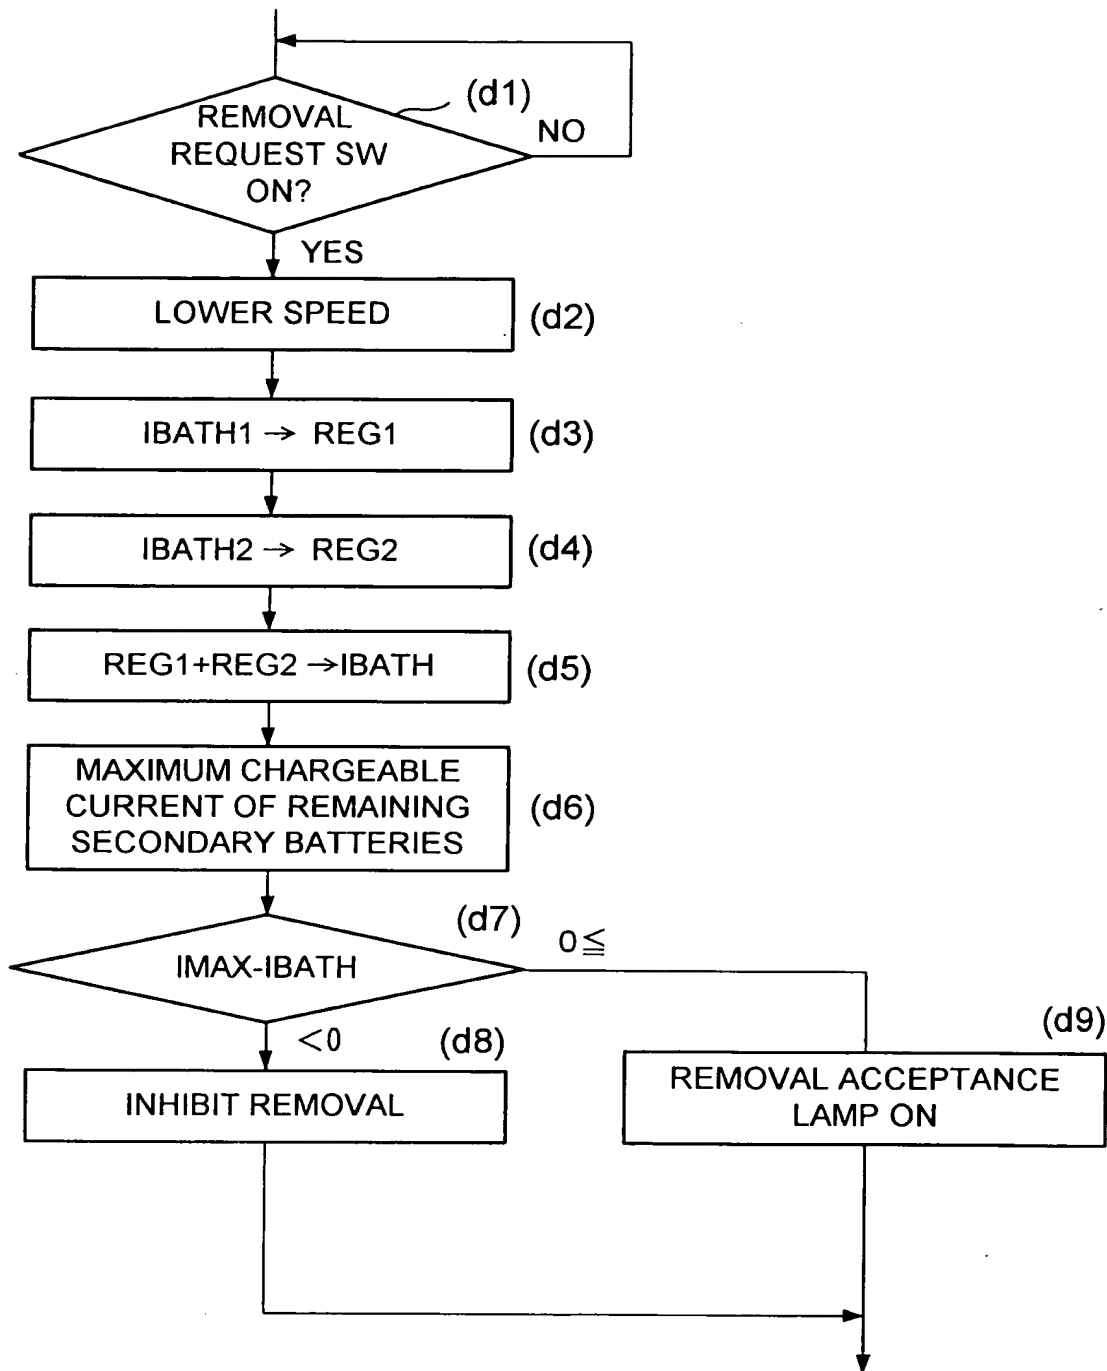 (d1)
REMOVAL
REQUEST SW
ON?
NO
YES
LOWER SPEED
(d2)
IBATH1 → REG1
(d3)
IBATH2 → REG2
(d4)
REG1+REG2 →IBATH
(d5)
MAXIMUM CHARGEABLE
CURRENT OF REMAINING
SECONDARY BATTERIES
(d6)
(d7)
IMAX-IBATH
0≦
<0
(d8)
INHIBIT REMOVAL
(d9)
REMOVAL ACCEPTANCE
LAMP ON